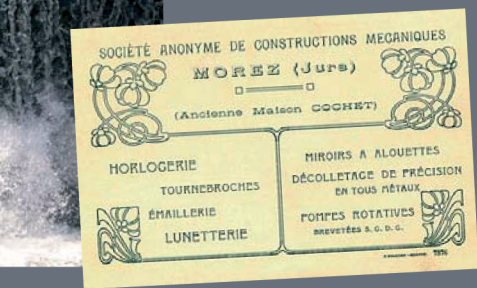 SOCIÉTÉ ANONYME DE CONSTRUCTIONS MECANIQUES
MOREZ (Jura)
(Ancienne Maison COCHET)
HORLOGERIE
TOURNEBROCHES
ÉMAILLERIE
LUNETTERIE
MIROIRS A ALOUETTES
DÉCOLLETAGE DE PRÉCISION
EN TOUS MÉTAUX
POMPES ROTATIVES
BREVETÉES S. G. D. G.
7876